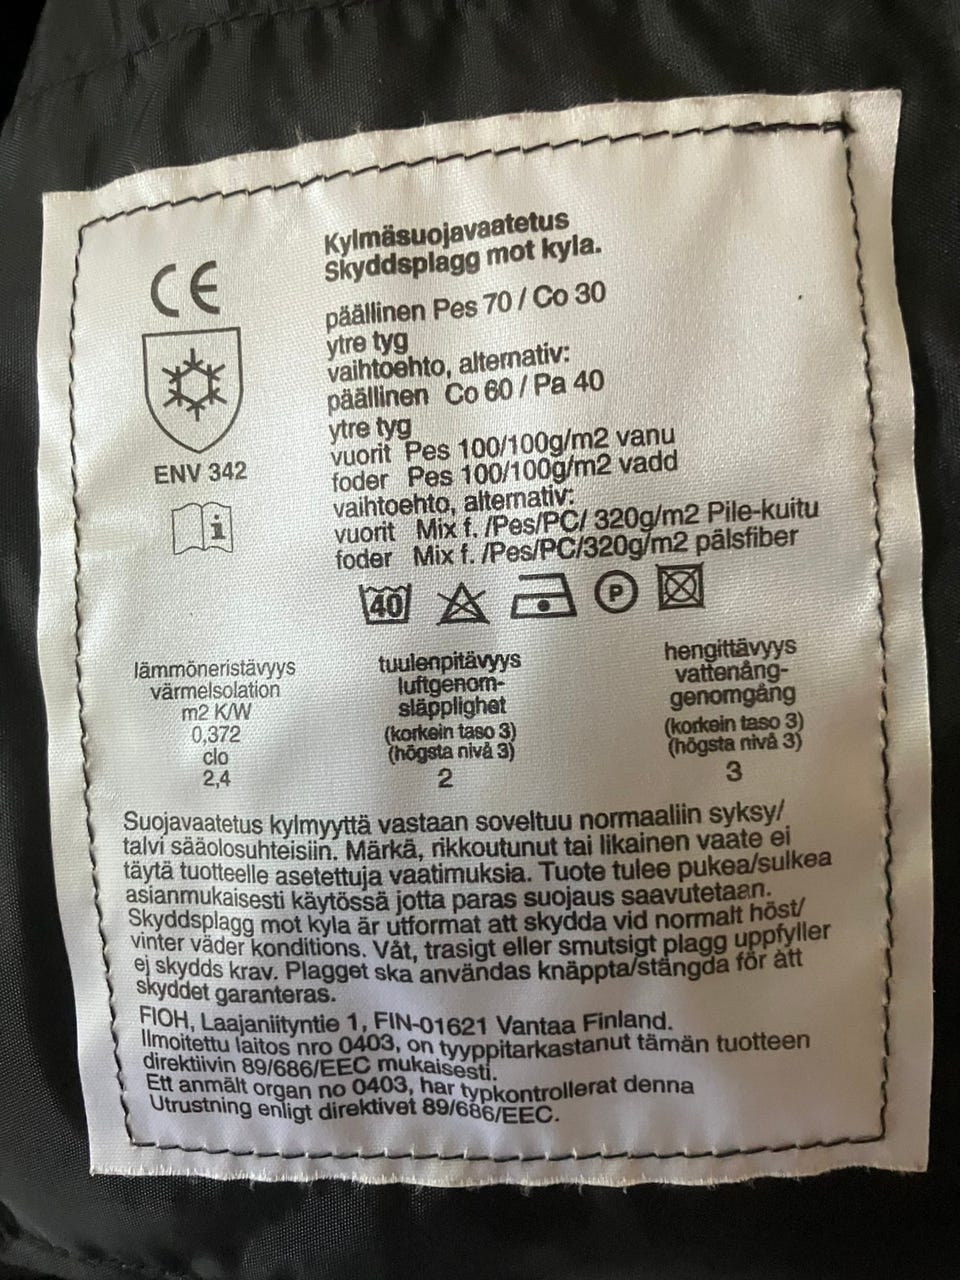 CE
ENV 342
i
Kylmäsuojavaatetus
Skyddsplagg mot kyla.
päällinen Pes 70 / Co 30
ytre tyg
vaihtoehto, alternativ:
päällinen Co 60 / Pa 40
ytre tyg
vuorit Pes 100/100g/m2 vanu
foder Pes 100/100g/m2 vadd
vaihtoehto, alternativ:
vuorit Mix f. /Pes/PC/ 320g/m2 Pile-kuitu
foder Mix f. /Pes/PC/320g/m2 pälsfiber
40 P
lämmöneristävyys
värmelsolation
m2 K/W
0,372
clo
2,4
tuulenpitävyys
luftgenom-
släpplighet
(korkein taso 3)
(högsta nivå 3)
2
hengittävyys
vattenång-
genomgång
(korkein taso 3)
(högsta nivå 3)
3
Suojavaatetus kylmyyttä vastaan soveltuu normaaliin syksy/
talvi sääolosuhteisiin. Märkä, rikkoutunut tai likainen vaate ei
täytä tuotteelle asetettuja vaatimuksia. Tuote tulee pukea/sulkea
asianmukaisesti käytössä jotta paras suojaus saavutetaan.
Skyddsplagg mot kyla är utformat att skydda vid normalt höst/
vinter väder konditions. Våt, trasigt eller smutsigt plagg uppfyller
ej skydds krav. Plagget ska användas knäppta/stängda för att
skyddet garanteras.
FIOH, Laajaniityntie 1, FIN-01621 Vantaa Finland.
Ilmoitettu laitos nro 0403, on tyyppitarkastanut tämän tuotteen
direktiivin 89/686/EEC mukaisesti.
Ett anmält organ no 0403, har typkontrollerat denna
Utrustning enligt direktivet 89/686/EEC.